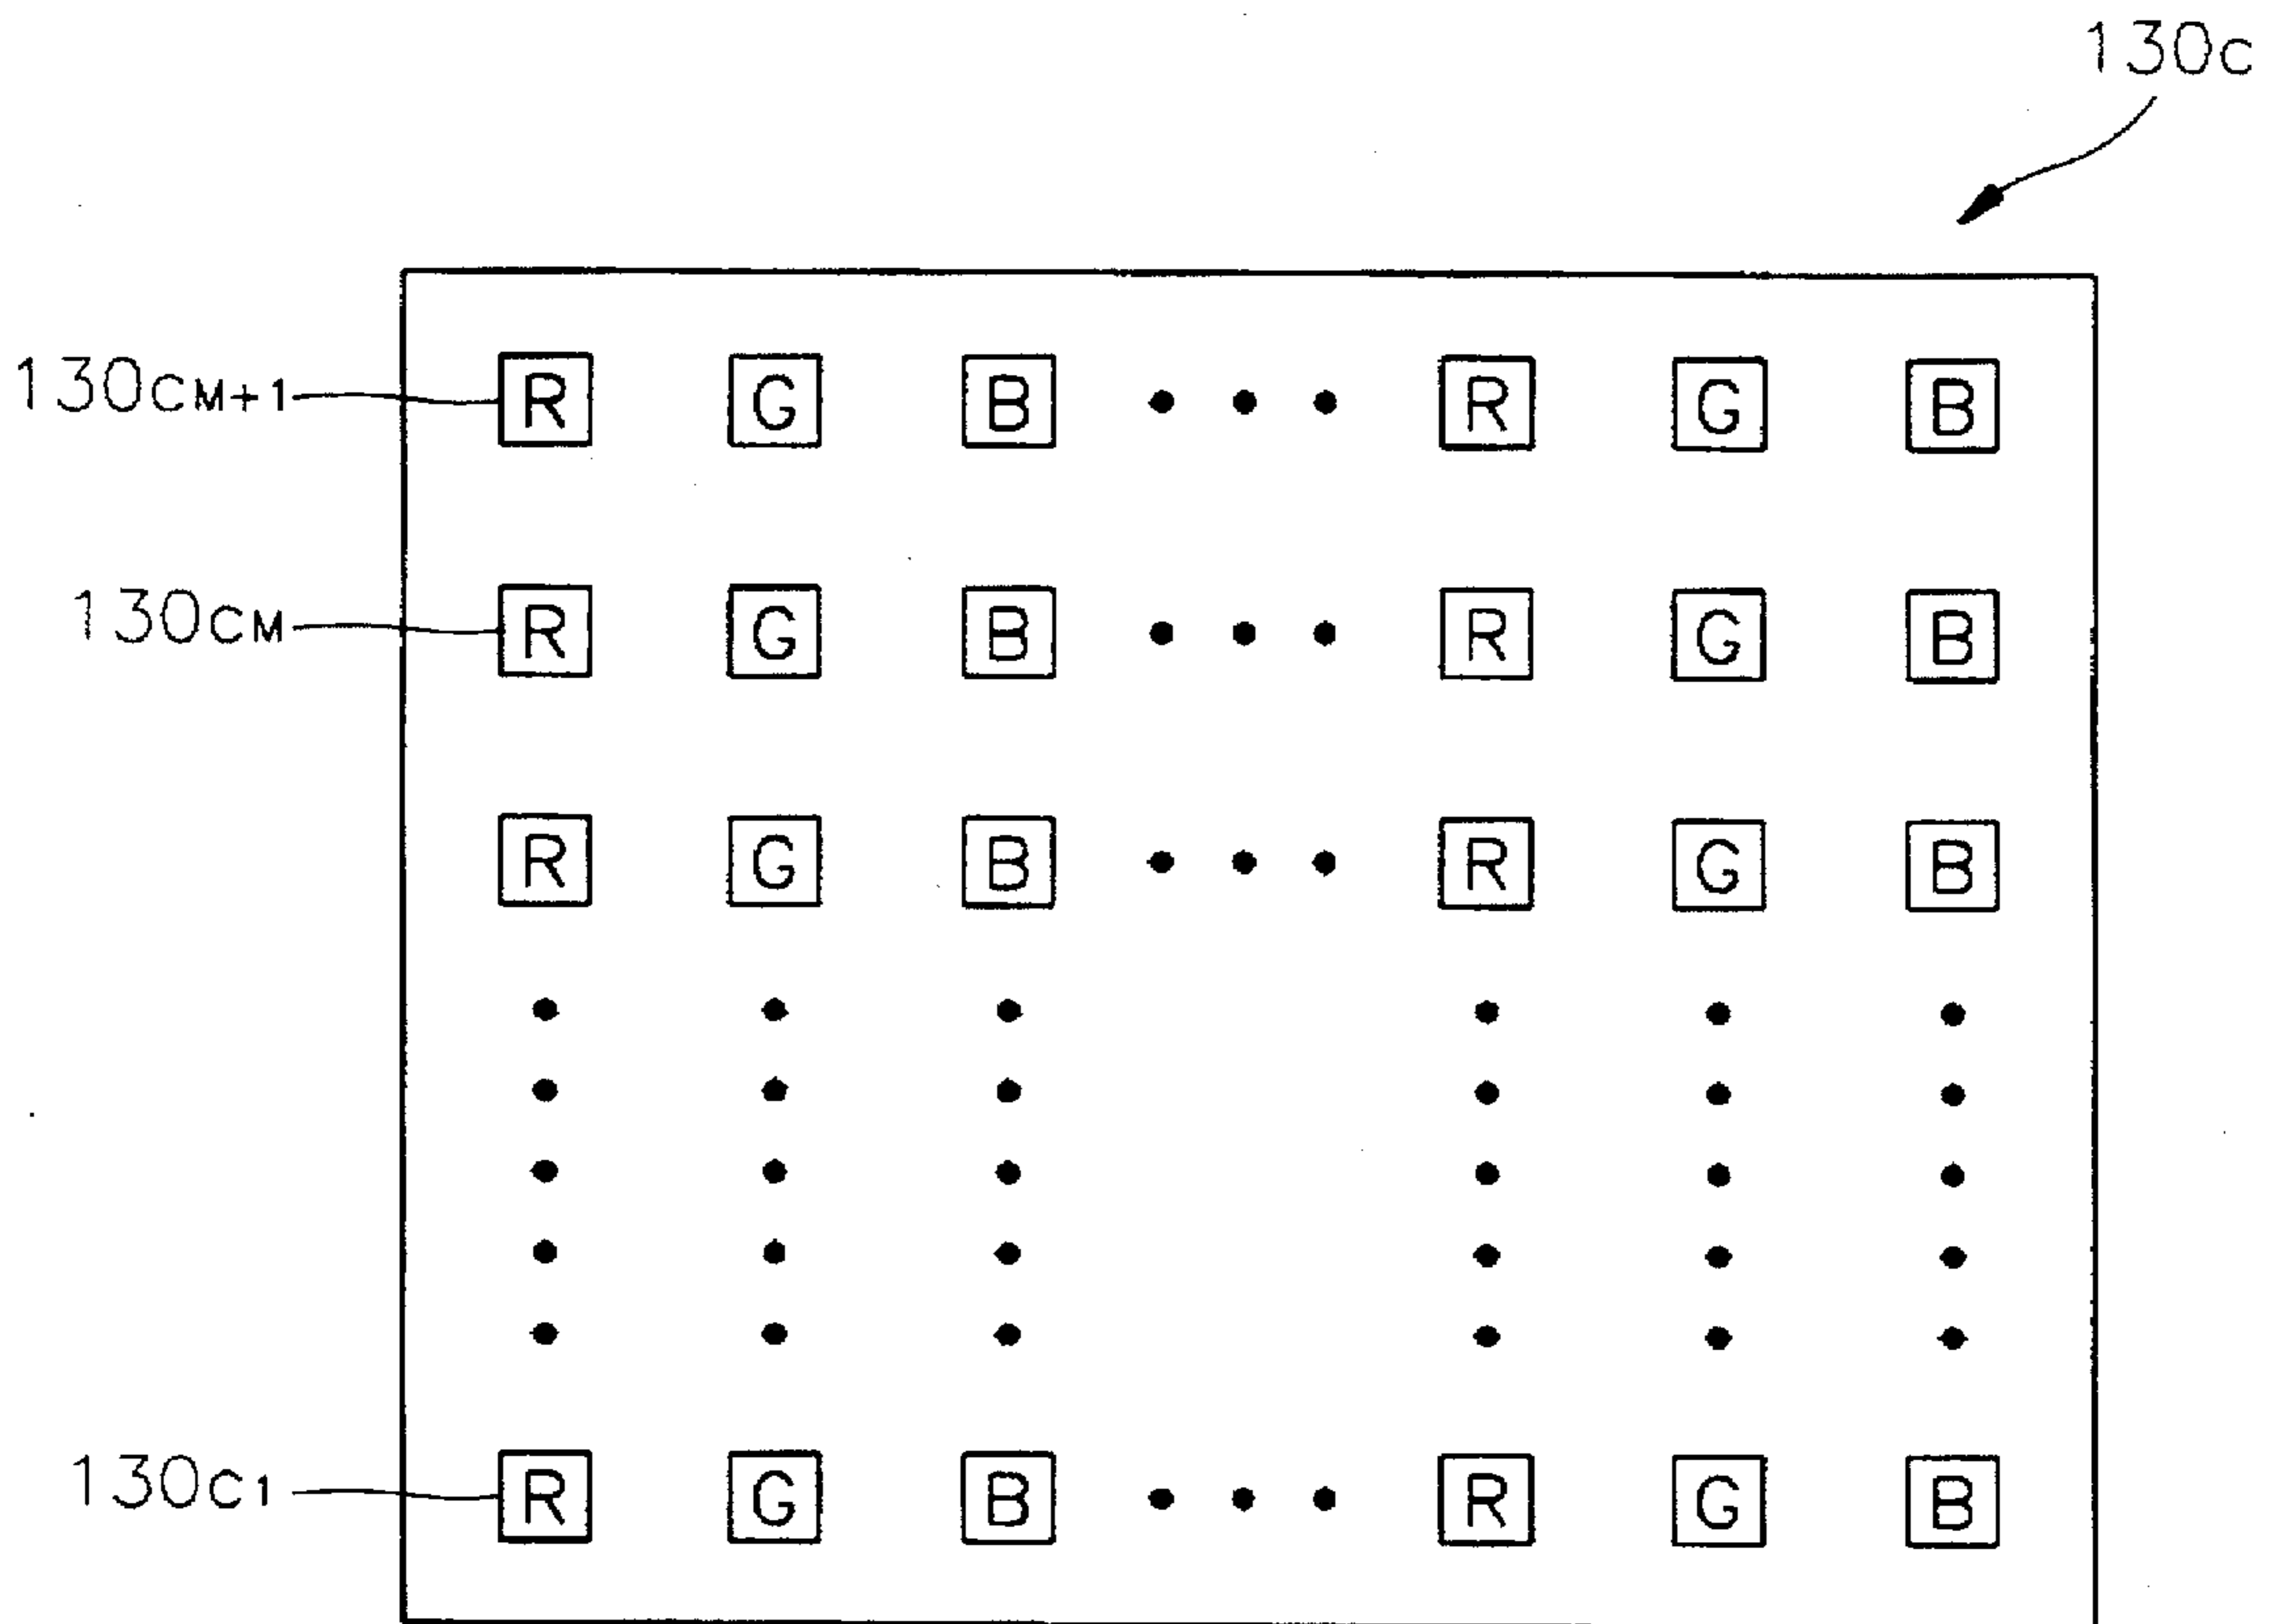 130c
130cM+1 R G B • • • R G B
130cM R G B • • • R G B
R G B • • • R G B
130c1 R G B • • • R G B